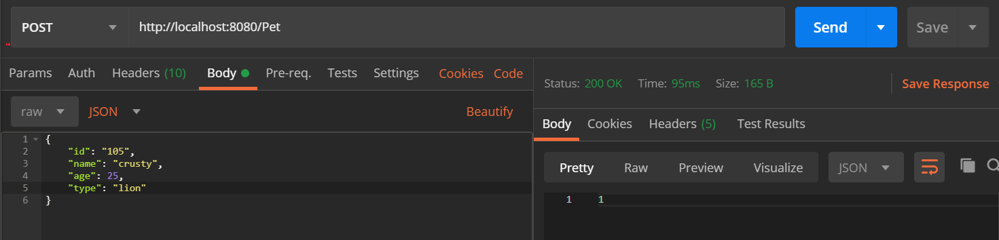 POST http://localhost:8080/Pet Send Save
Params Auth Headers (10) Body Pre-req. Tests Settings Cookies Code
Status: 200 OK Time: 95ms Size: 165 B Save Response
raw JSON Beautify
Body Cookies Headers (5) Test Results
1 {
2 "id": "105",
3 "name": "crusty",
4 "age": 25,
5 "type": "lion"
6 }
Pretty Raw Preview Visualize JSON
1 1